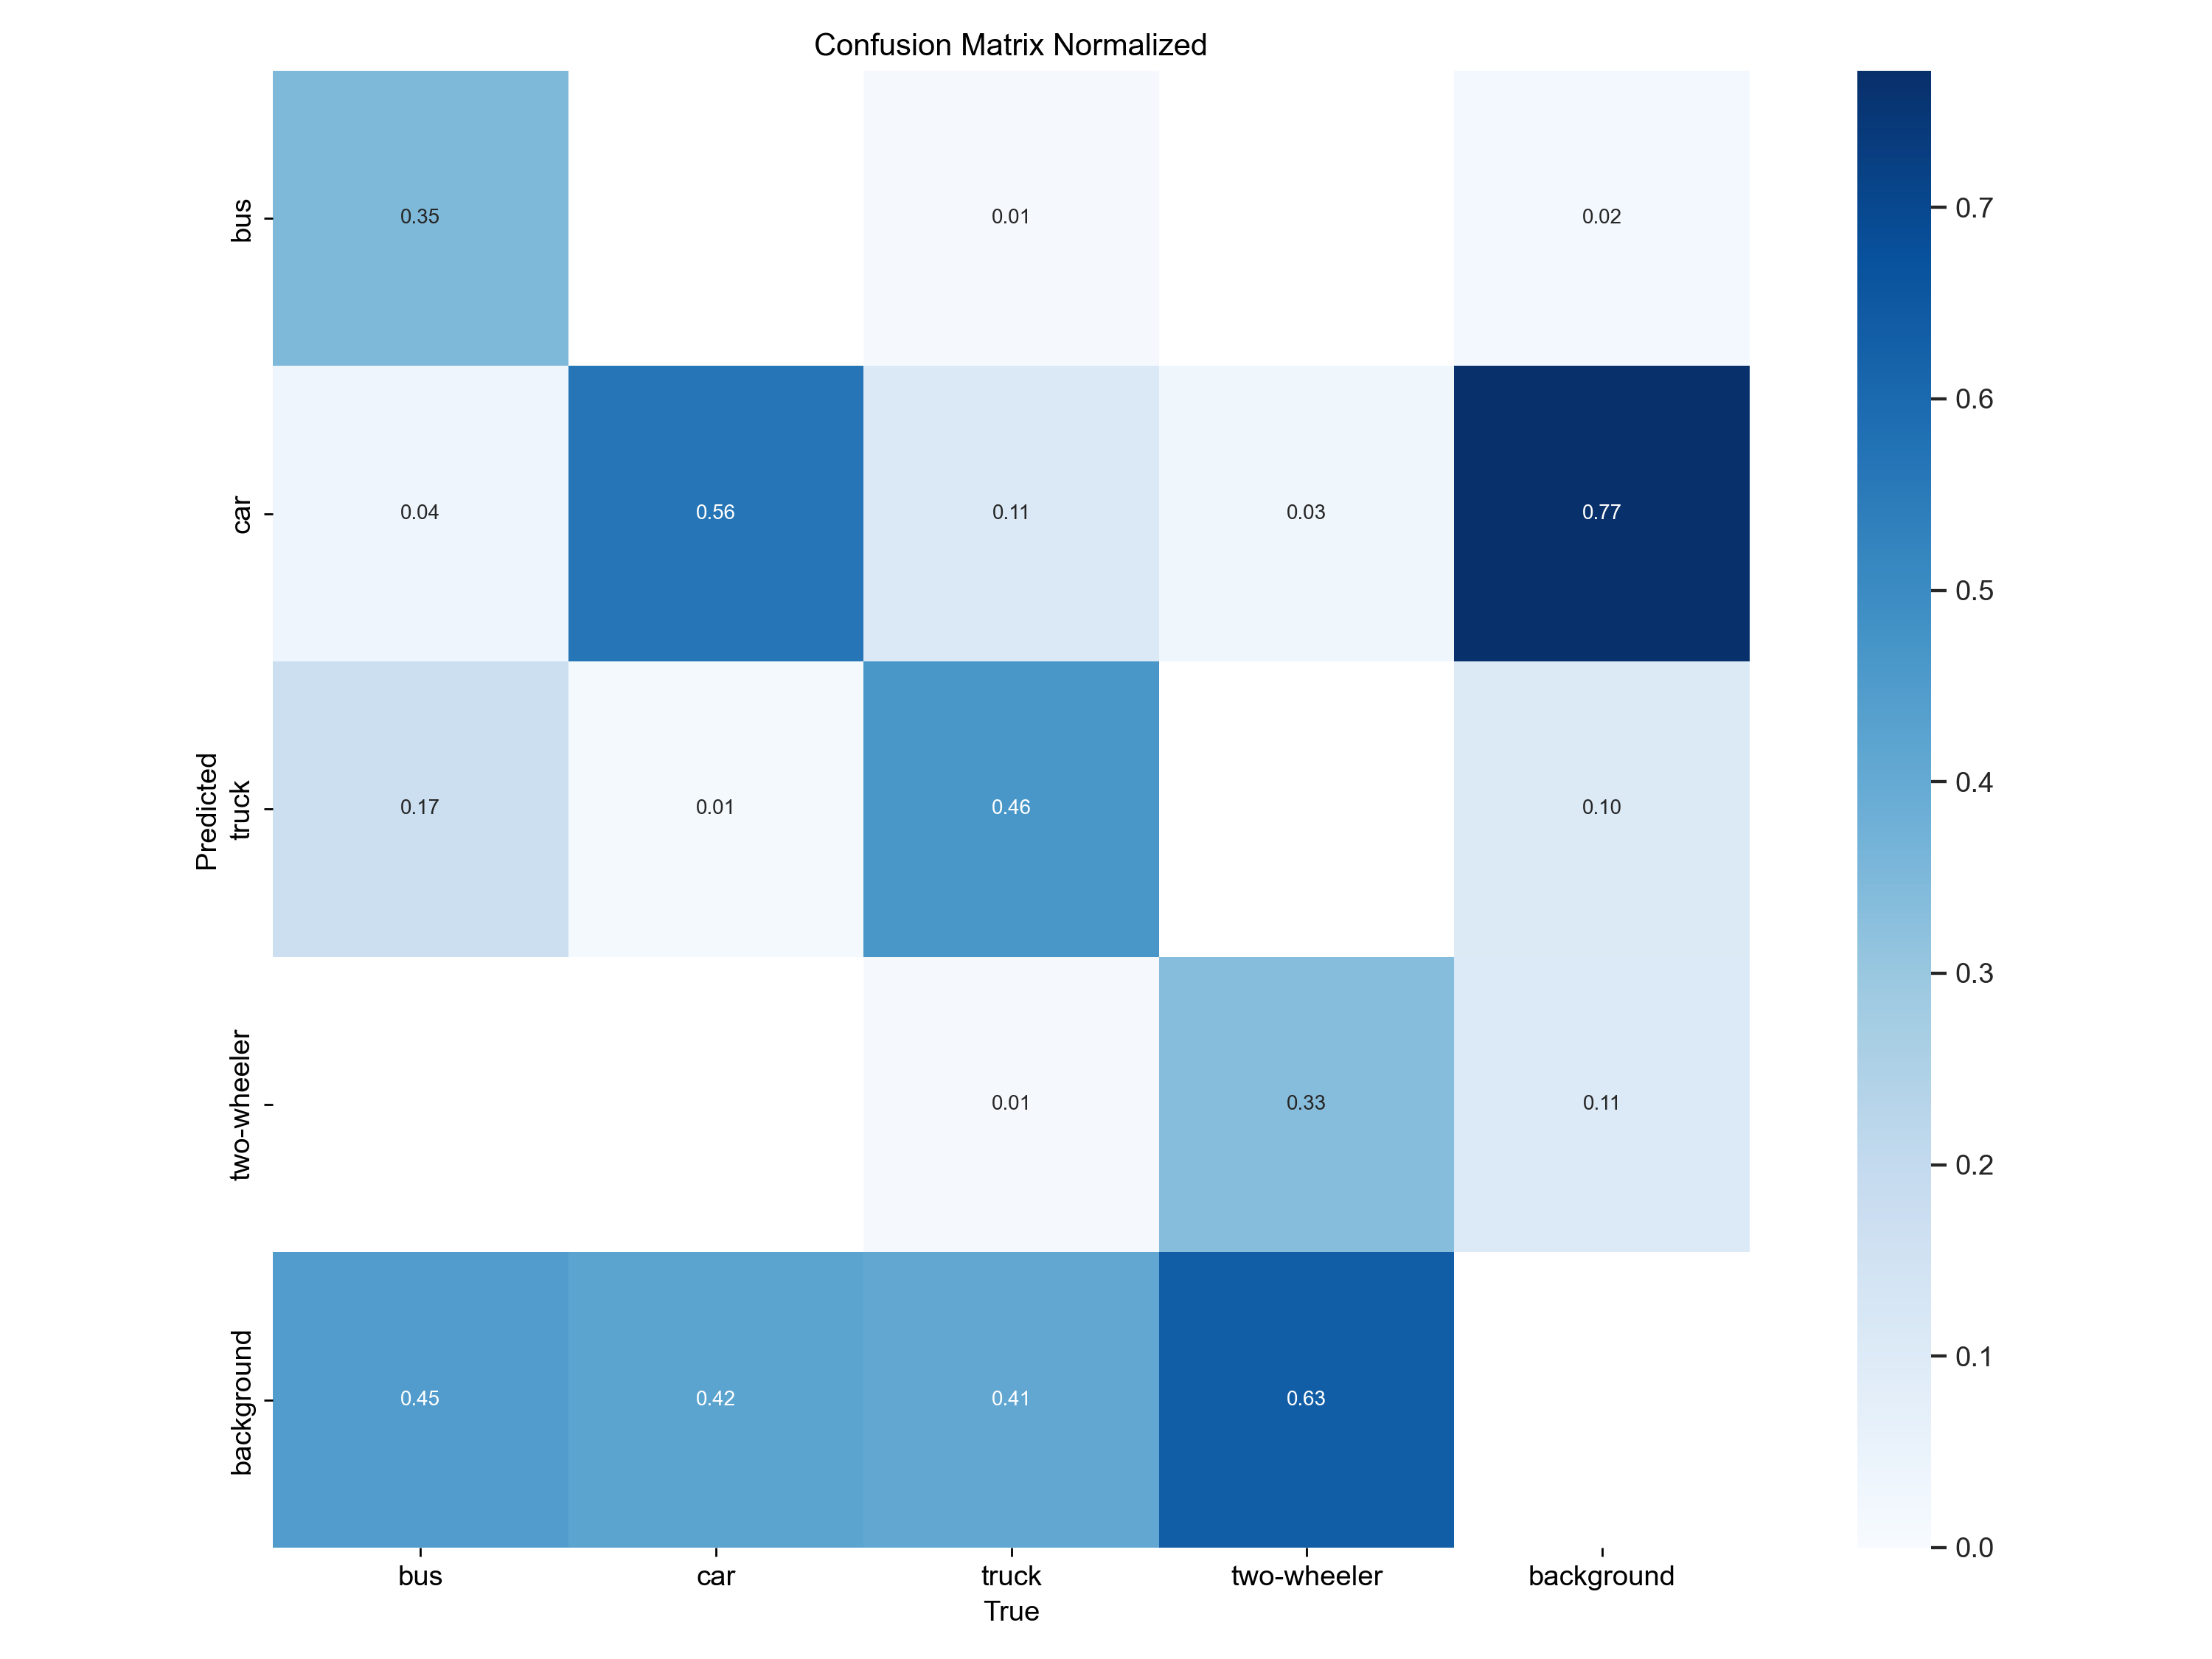 Confusion Matrix Normalized
bus
0.35
0.01
0.02
car
0.04
0.56
0.11
0.03
0.77
Predicted
truck
0.17
0.01
0.46
0.10
two-wheeler
0.01
0.33
0.11
background
0.45
0.42
0.41
0.63
bus
car
truck
two-wheeler
background
True
0.7
0.6
0.5
0.4
0.3
0.2
0.1
0.0